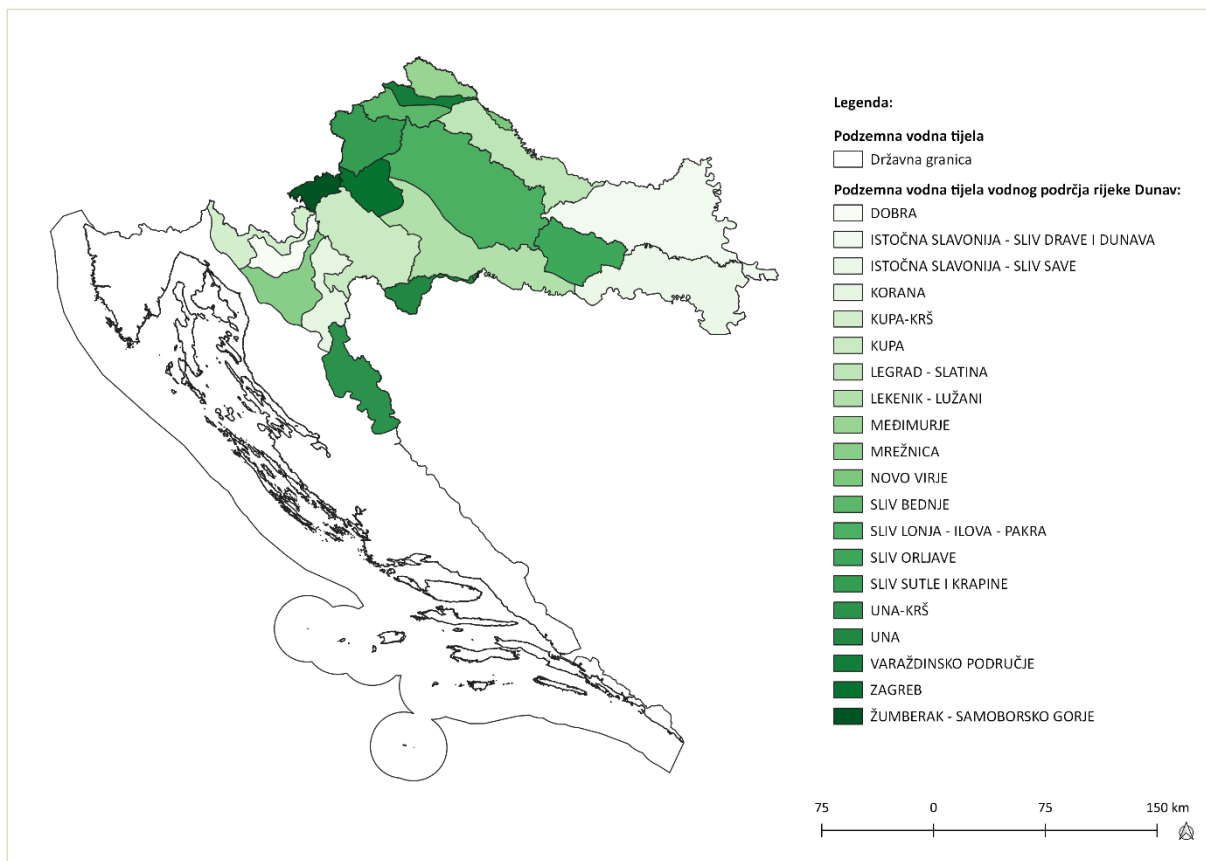 Legenda:
Podzemna vodna tijela
Državna granica
Podzemna vodna tijela vodnog područja rijeke Dunav:
DOBRA
ISTOČNA SLAVONIJA - SLIV DRAVE I DUNAVA
ISTOČNA SLAVONIJA - SLIV SAVE
KORANA
KUPA-KRŠ
KUPA
LEGRAD - SLATINA
LEKENIK - LUŽANI
MEĐIMURJE
MREŽNICA
NOVO VIRJE
SLIV BEDNJE
SLIV LONJA - ILOVA - PAKRA
SLIV ORLJAVE
SLIV SUTLE I KRAPINE
UNA-KRŠ
UNA
VARAŽDINSKO PODRUČJE
ZAGREB
ŽUMBERAK - SAMOBORSKO GORJE
75 0 75 150 km